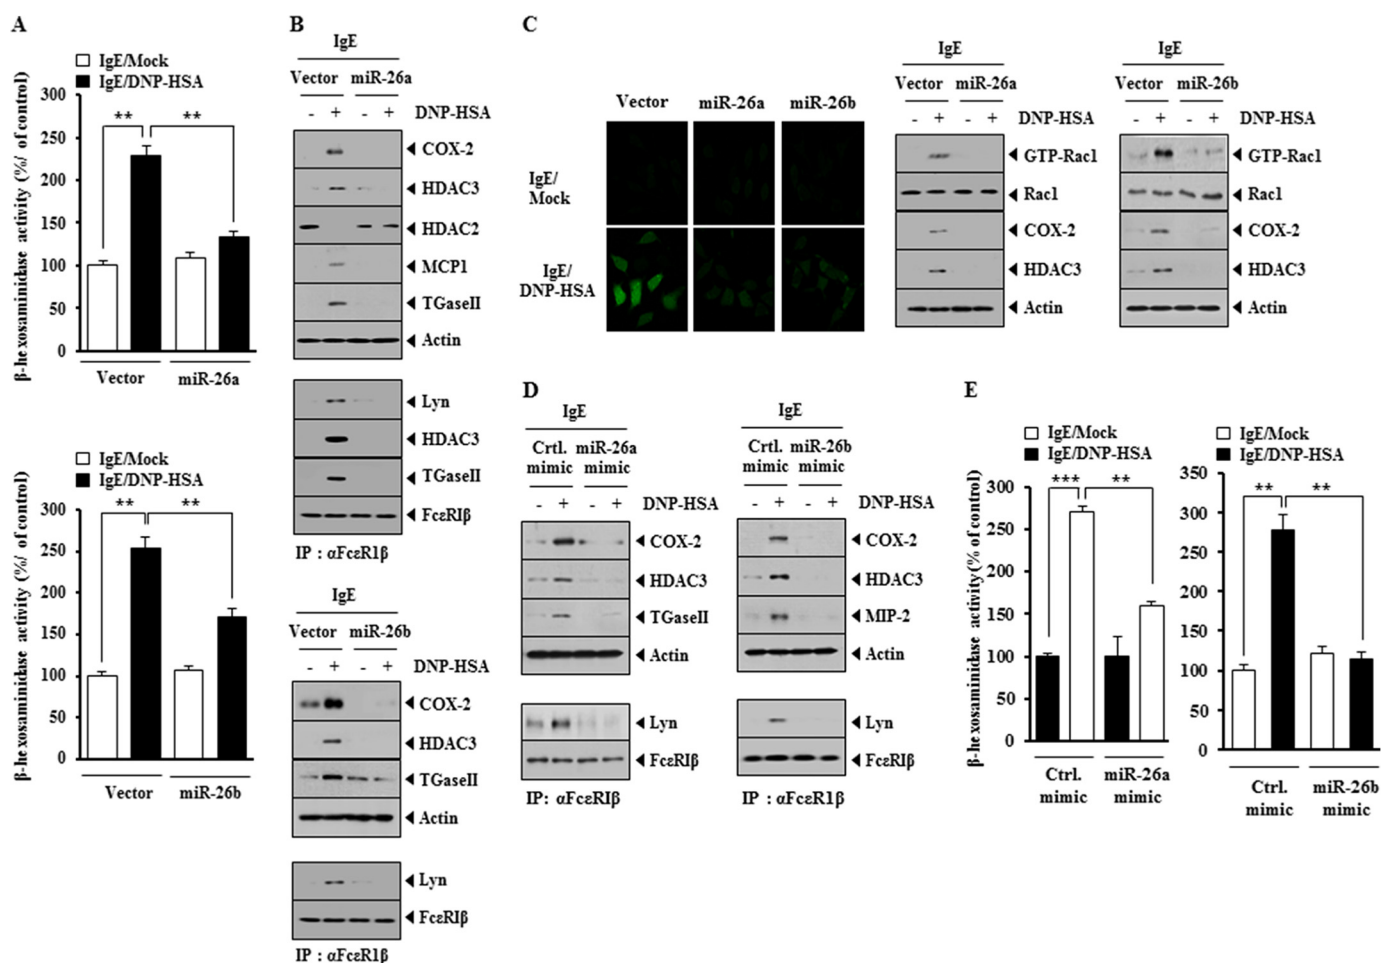 A
IgE/Mock
IgE/DNP-HSA
β-hexosaminidase activity (%/ of control)
300
250
200
150
100
50
0
**
**
Vector
miR-26a
IgE/Mock
IgE/DNP-HSA
β-hexosaminidase activity (%/ of control)
300
250
200
150
100
50
0
**
**
Vector
miR-26b
B
IgE
Vector miR-26a
- + - + DNP-HSA
COX-2
HDAC3
HDAC2
MCP1
TGaseII
Actin
Lyn
HDAC3
TGaseII
FcεRIβ
IP : αFcεR1β
IgE
Vector miR-26b
- + - + DNP-HSA
COX-2
HDAC3
TGaseII
Actin
Lyn
FcεRIβ
IP : αFcεR1β
C
Vector miR-26a miR-26b
IgE/
Mock
IgE/
DNP-HSA
IgE
Vector miR-26a
- + - + DNP-HSA
GTP-Rac1
Rac1
COX-2
HDAC3
Actin
IgE
Vector miR-26b
- + - + DNP-HSA
GTP-Rac1
Rac1
COX-2
HDAC3
Actin
D
IgE
Crtl. miR-26a
mimic mimic
- + - + DNP-HSA
COX-2
HDAC3
TGaseII
Actin
Lyn
FcεRIβ
IP: αFcεRIβ
IgE
Crtl. miR-26b
mimic mimic
- + - + DNP-HSA
COX-2
HDAC3
MIP-2
Actin
Lyn
FcεRIβ
IP : αFcεR1β
E
IgE/Mock
IgE/DNP-HSA
β-hexosaminidase activity (% of control)
300
250
200
150
100
50
0
***
**
Ctrl. miR-26a
mimic mimic
IgE/Mock
IgE/DNP-HSA
350
300
250
200
150
100
50
0
**
**
Ctrl. miR-26b
mimic mimic